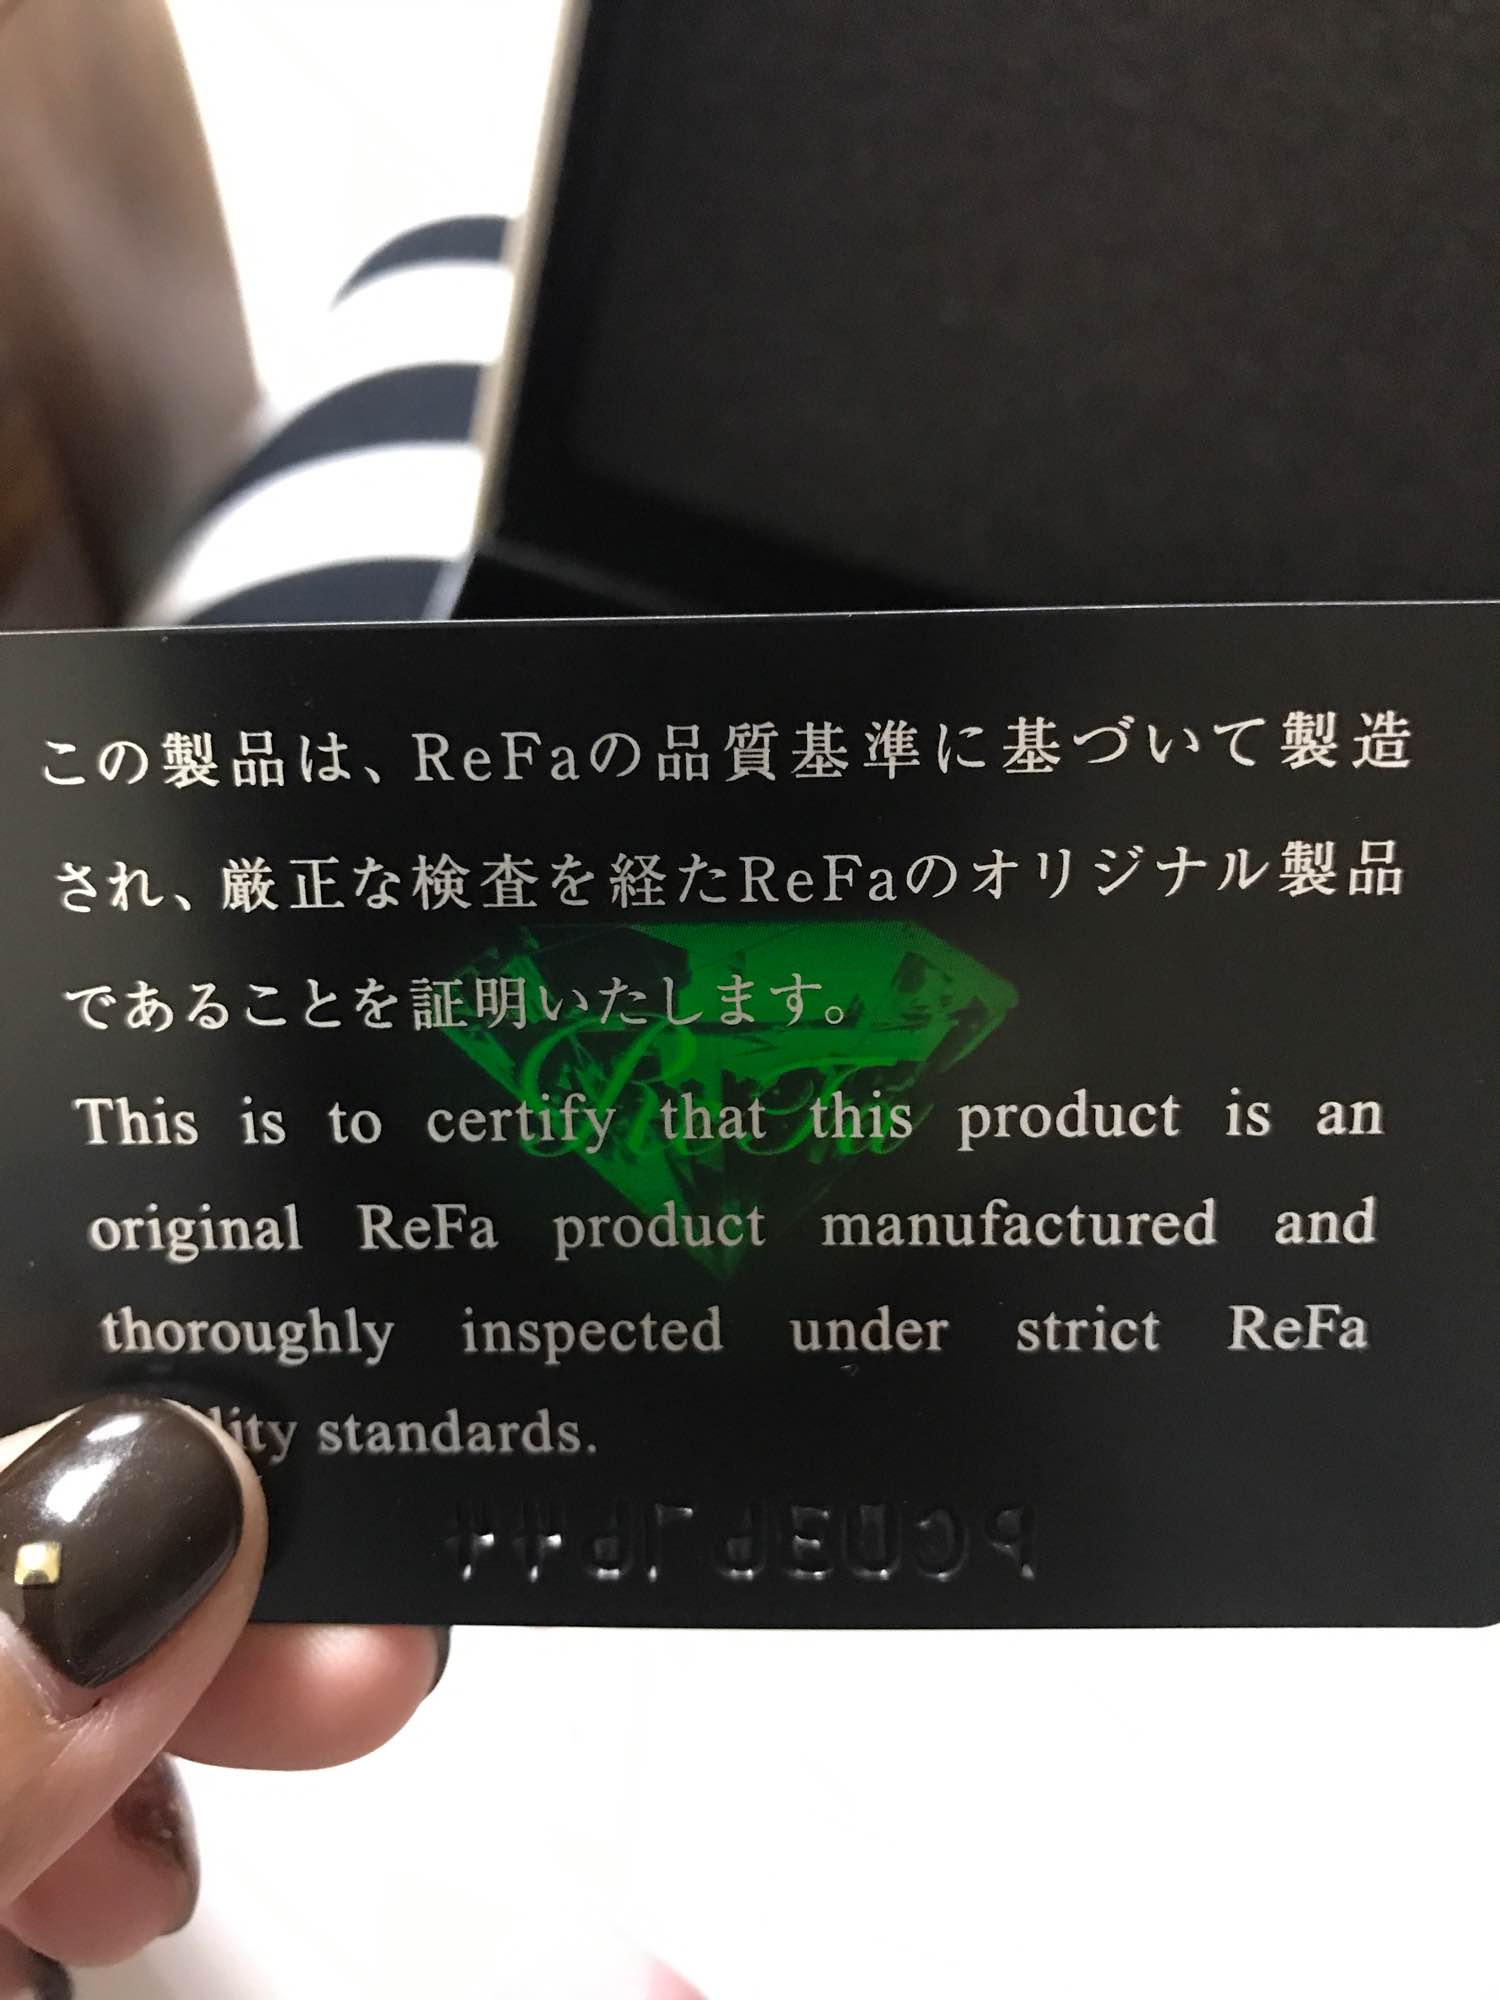 この製品は、ReFaの品質基準に基づいて製造
され、厳正な検査を経たReFaのオリジナル製品
であることを証明いたします。
ReFa
This is to certify that this product is an
original ReFa product manufactured and
thoroughly inspected under strict ReFa
standards.